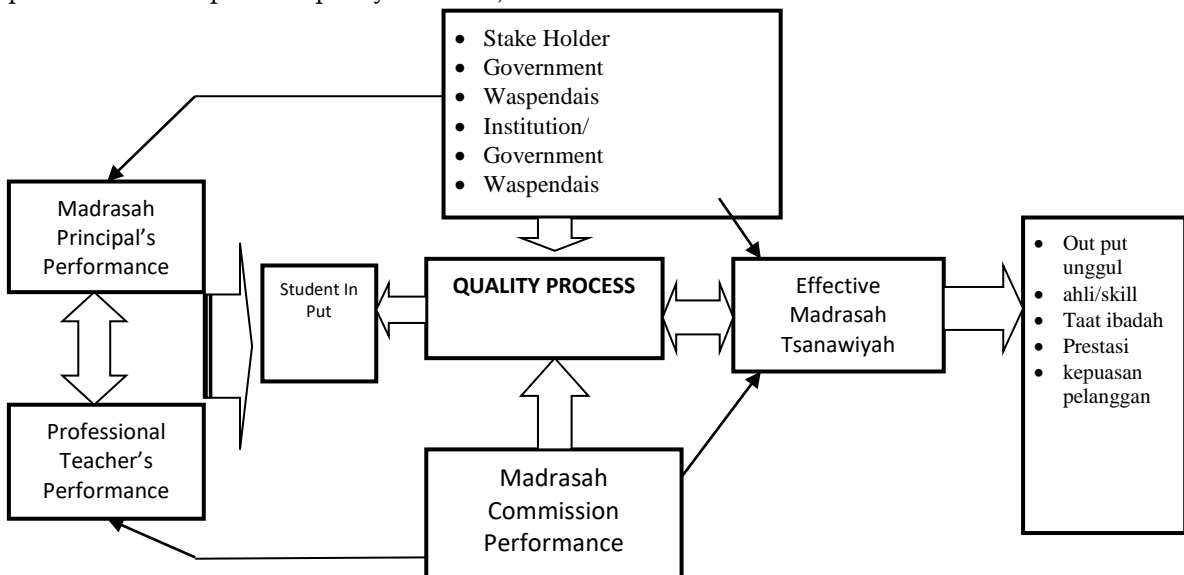 • Stake Holder
• Government
• Waspendais
• Institution/
• Government
• Waspendais
Madrasah
Principal's
Performance
Student In
Put
QUALITY PROCESS
Effective
Madrasah
Tsanawiyah
• Out put
unggul
• ahli/skill
• Taat ibadah
• Prestasi
• kepuasan
pelanggan
Professional
Teacher's
Performance
Madrasah
Commission
Performance